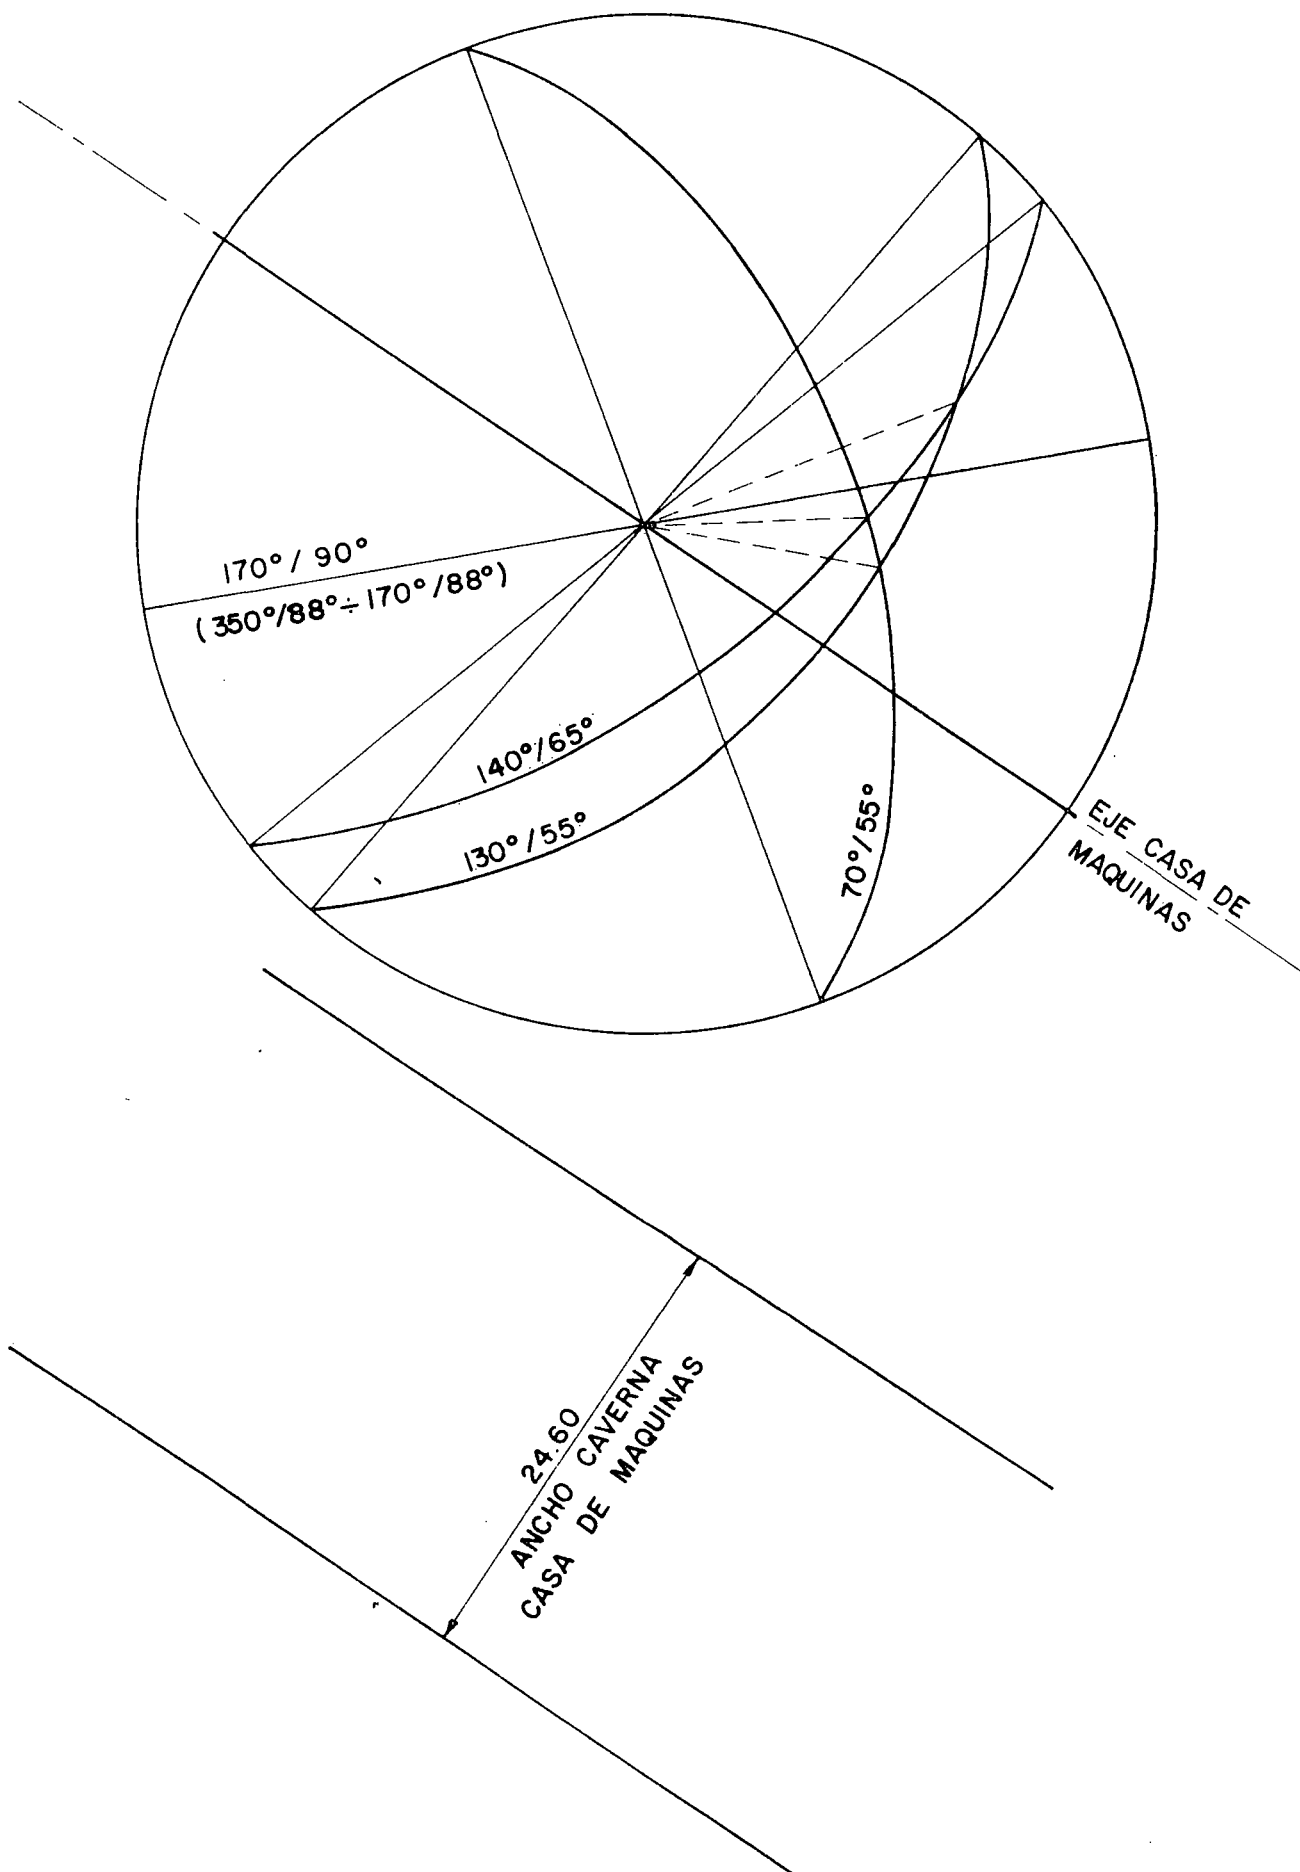 170° / 90°
(350°/88° ÷ 170°/88°)
140°/65°
130°/55°
70°/55°
EJE CASA DE
MAQUINAS
24.60
ANCHO CAVERNA
CASA DE MAQUINAS